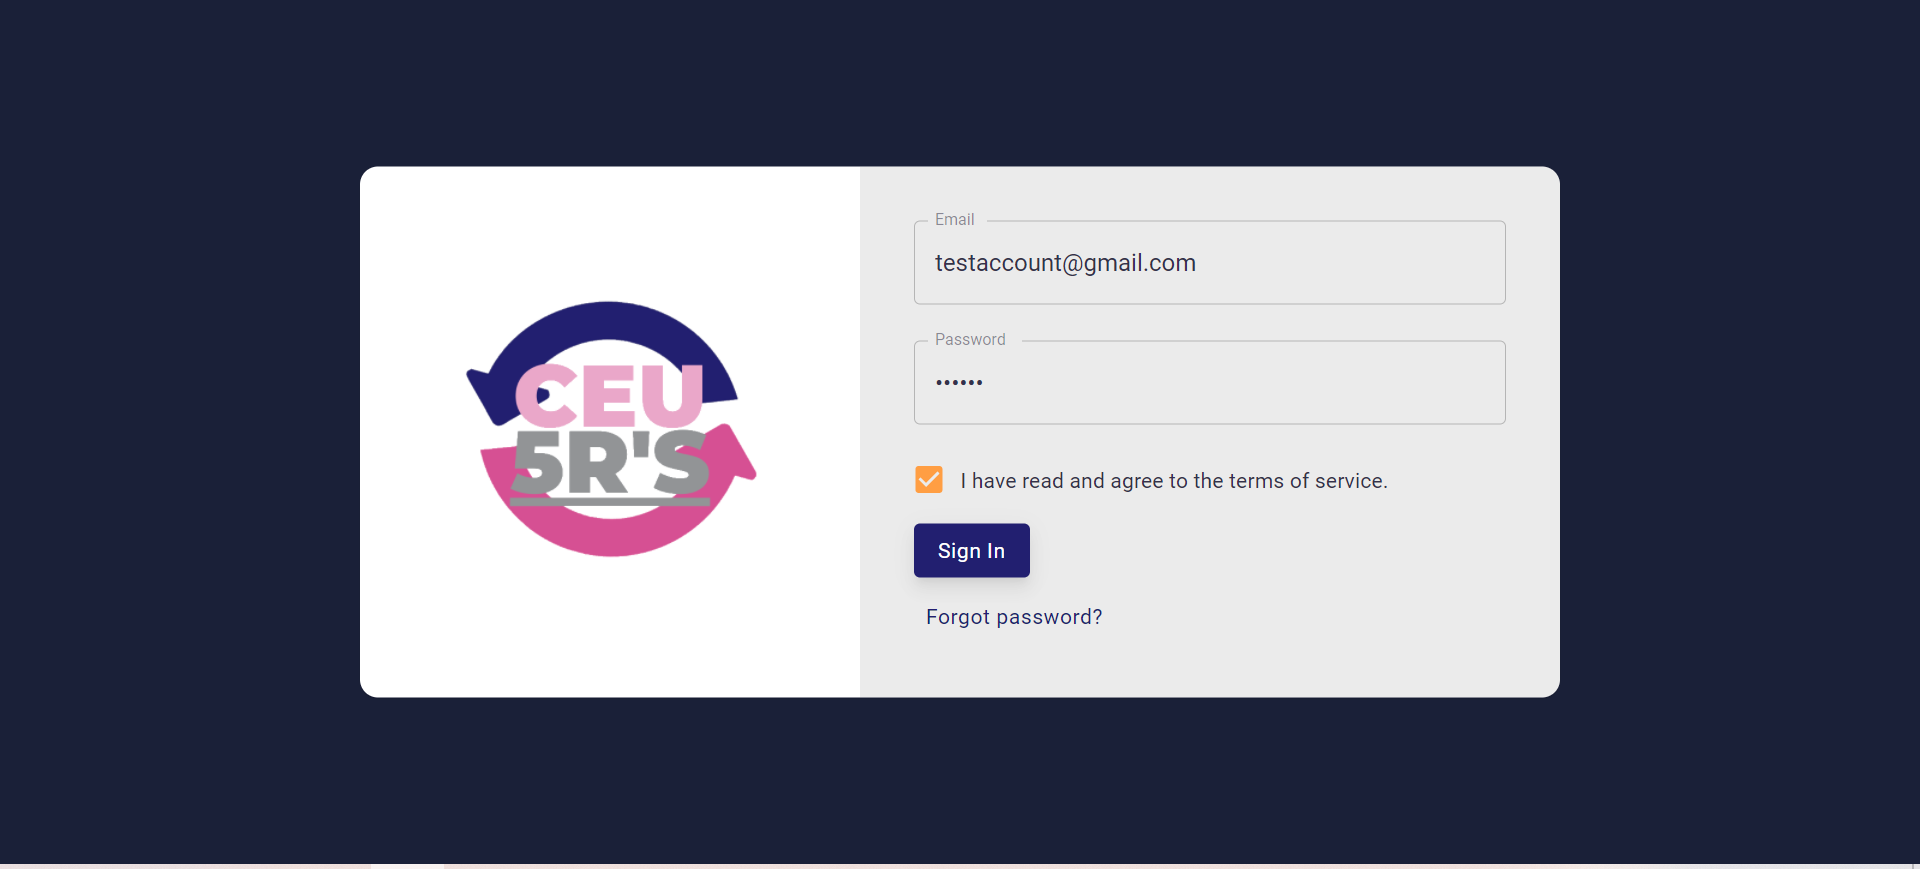 CEU
5R'S
Email
testaccount@gmail.com
Password
••••••
I have read and agree to the terms of service.
Sign In
Forgot password?